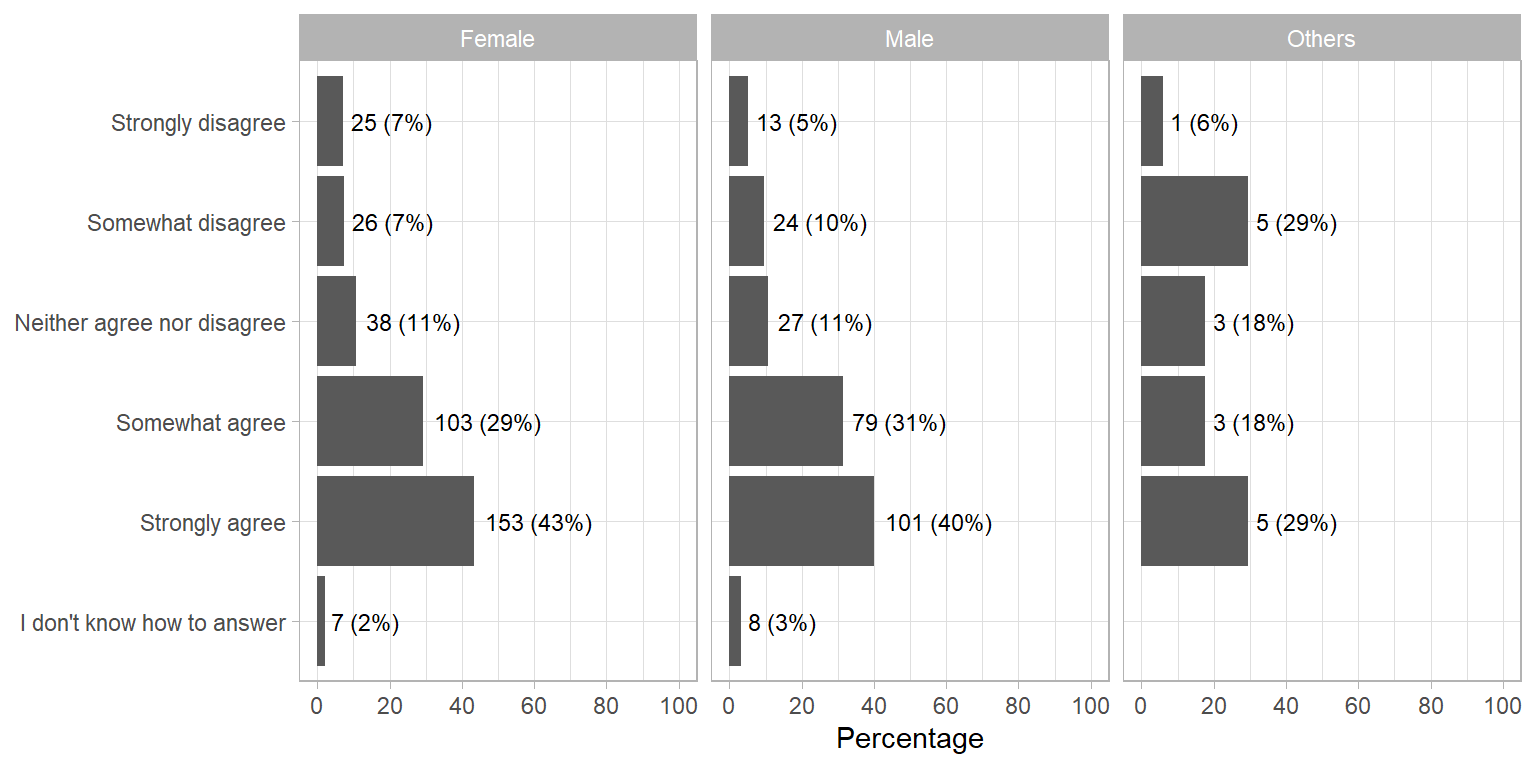 Female Male Others
Strongly disagree 25 (7%) 13 (5%) 1 (6%)
Somewhat disagree 26 (7%) 24 (10%) 5 (29%)
Neither agree nor disagree 38 (11%) 27 (11%) 3 (18%)
Somewhat agree 103 (29%) 79 (31%) 3 (18%)
Strongly agree 153 (43%) 101 (40%) 5 (29%)
I don't know how to answer 7 (2%) 8 (3%)
0 20 40 60 80 100 0 20 40 60 80 100 0 20 40 60 80 100
Percentage